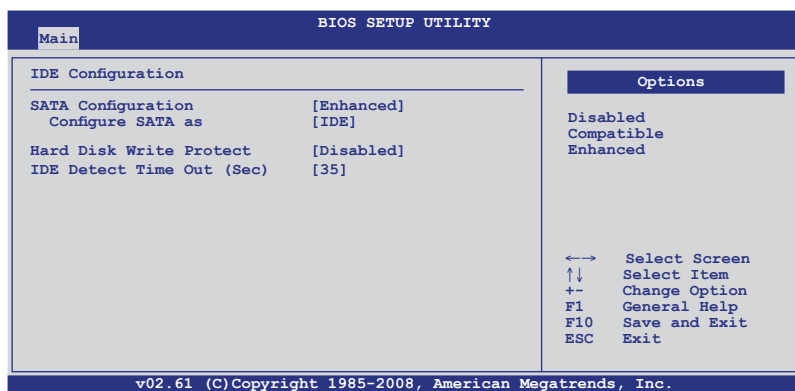 BIOS SETUP UTILITY
Main
IDE Configuration
SATA Configuration [Enhanced]
Configure SATA as [IDE]
Hard Disk Write Protect [Disabled]
IDE Detect Time Out (Sec) [35]
Options
Disabled
Compatible
Enhanced
←→ Select Screen
↑↓ Select Item
+- Change Option
F1 General Help
F10 Save and Exit
ESC Exit
v02.61 (C)Copyright 1985-2008, American Megatrends, Inc.